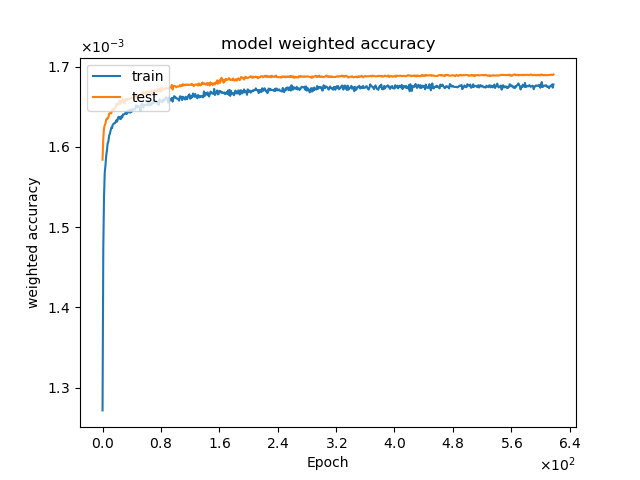 model weighted accuracy
×10⁻³
1.7
1.6
1.5
1.4
1.3
weighted accuracy
train
test
0.0 0.8 1.6 2.4 3.2 4.0 4.8 5.6 6.4
Epoch
×10²